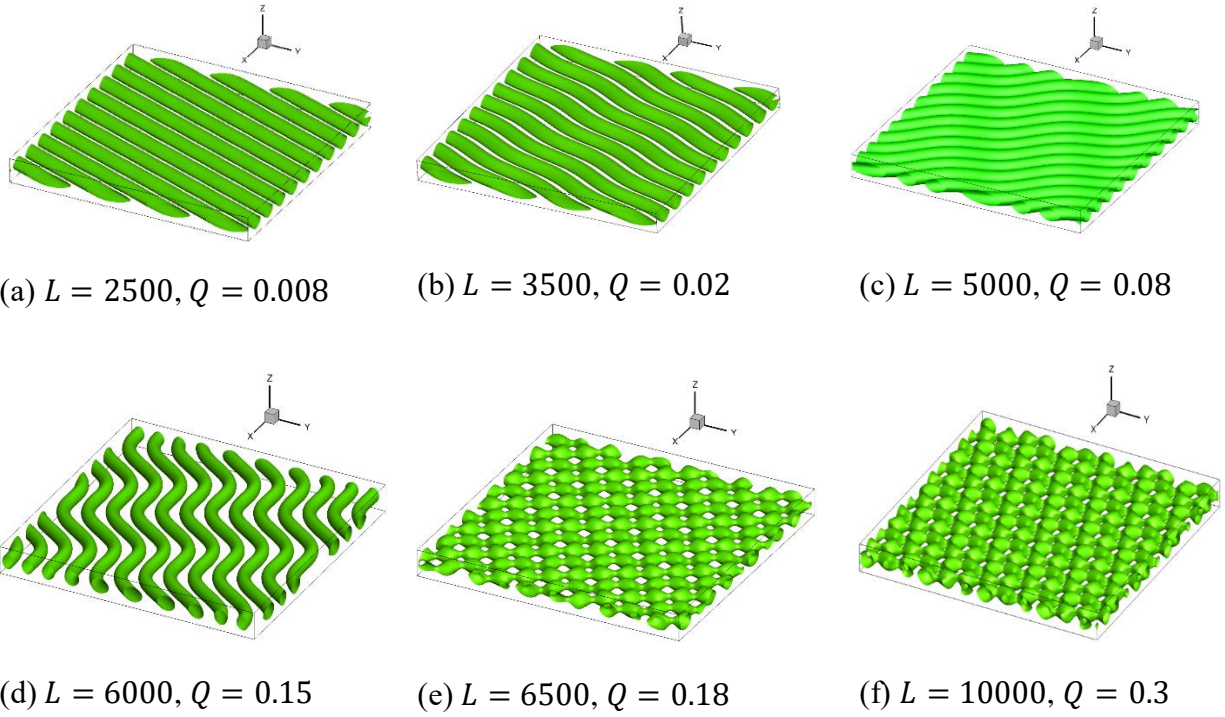 Z
X
Y
Z
X
Y
Z
X
Y
(a) L = 2500, Q = 0.008
(b) L = 3500, Q = 0.02
(c) L = 5000, Q = 0.08
Z
X
Y
Z
X
Y
Z
X
Y
(d) L = 6000, Q = 0.15
(e) L = 6500, Q = 0.18
(f) L = 10000, Q = 0.3